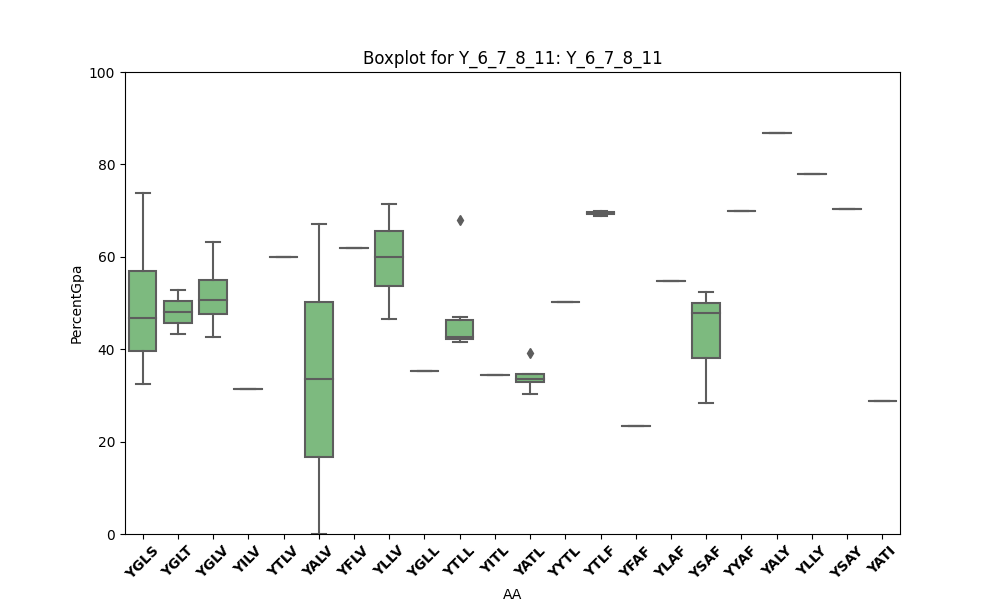 Boxplot for Y_6_7_8_11: Y_6_7_8_11
100
80
60
40
20
0
PercentGpa
YGLS YGLT YGLV YILV YTLV YALV YFLV YLLV YGLL YTLL YITL YATL YYTL YTLF YFAF YLAF YSAF YYAF YALY YLLY YSAY YATI
AA